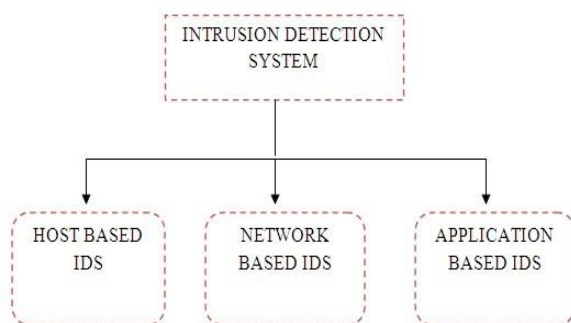 INTRUSION DETECTION
SYSTEM
HOST BASED
IDS
NETWORK
BASED IDS
APPLICATION
BASED IDS